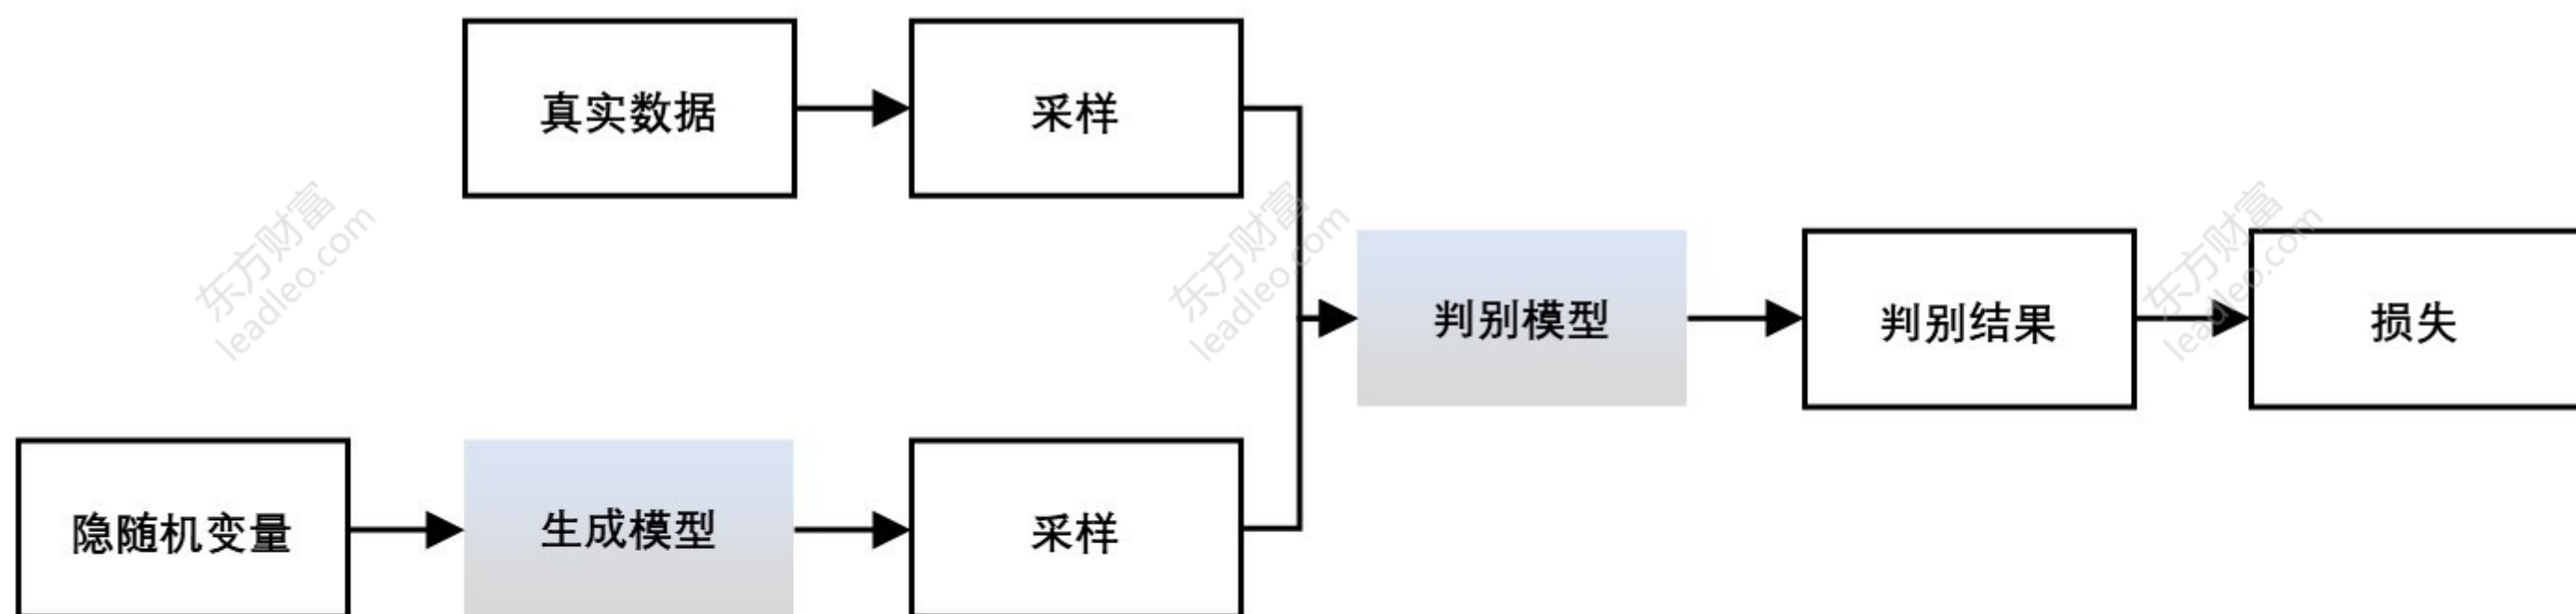 真实数据
采样
东方财富
leadleo.com
东方财富
leadleo.com
东方财富
leadleo.com
判别模型
判别结果
损失
隐随机变量
生成模型
采样